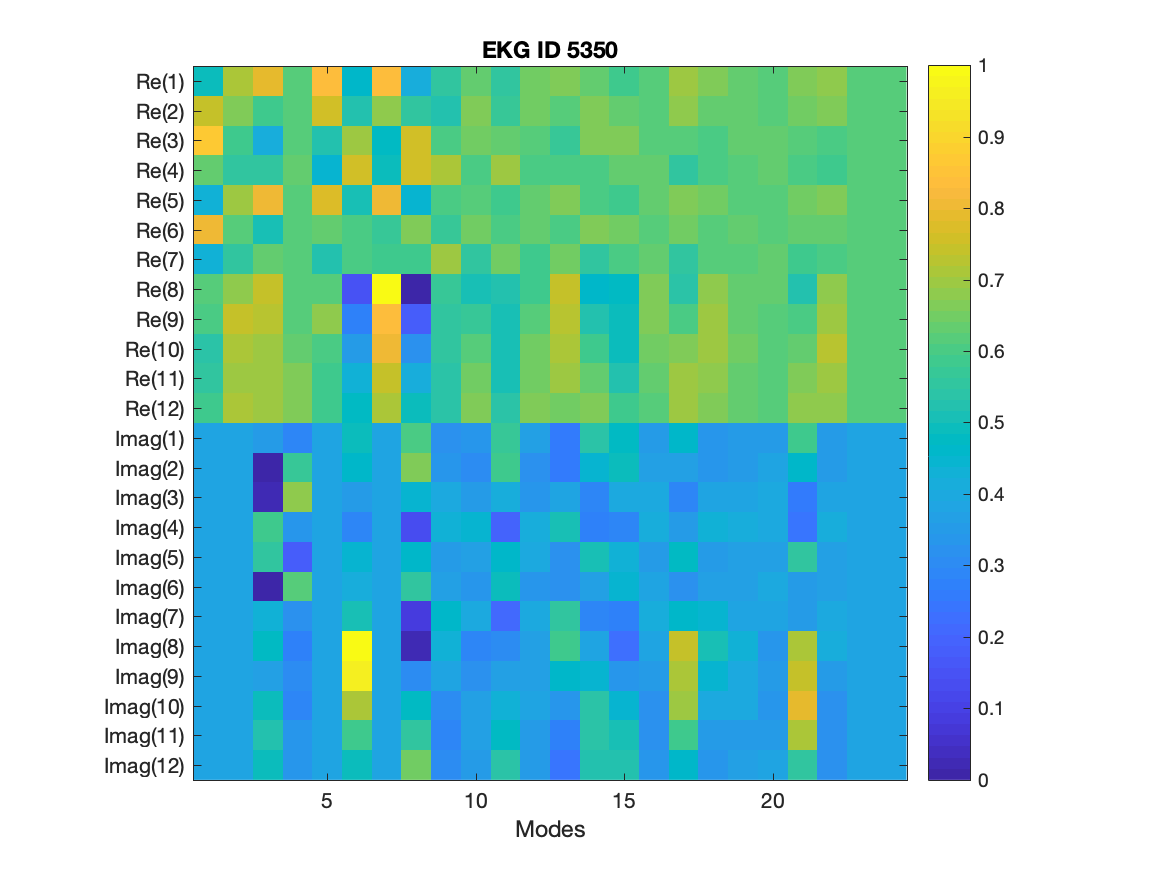 EKG ID 5350
Re(1)
Re(2)
Re(3)
Re(4)
Re(5)
Re(6)
Re(7)
Re(8)
Re(9)
Re(10)
Re(11)
Re(12)
Imag(1)
Imag(2)
Imag(3)
Imag(4)
Imag(5)
Imag(6)
Imag(7)
Imag(8)
Imag(9)
Imag(10)
Imag(11)
Imag(12)
5 10 15 20
Modes
1
0.9
0.8
0.7
0.6
0.5
0.4
0.3
0.2
0.1
0